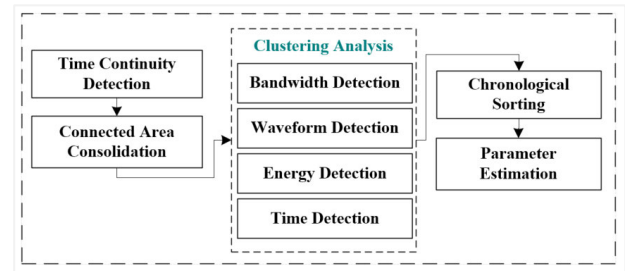 Time Continuity
Detection
Connected Area
Consolidation
Clustering Analysis
Bandwidth Detection
Waveform Detection
Energy Detection
Time Detection
Chronological
Sorting
Parameter
Estimation